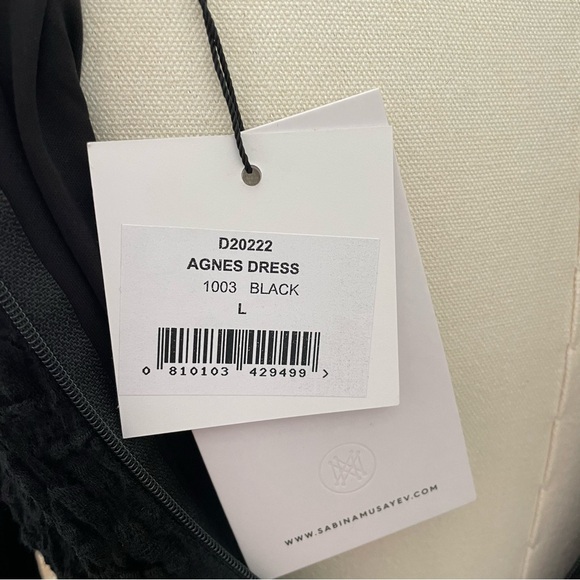 D20222
AGNES DRESS
1003 BLACK
L
0 810103 429499 >
WWW.SABINAMUSAYEV.COM